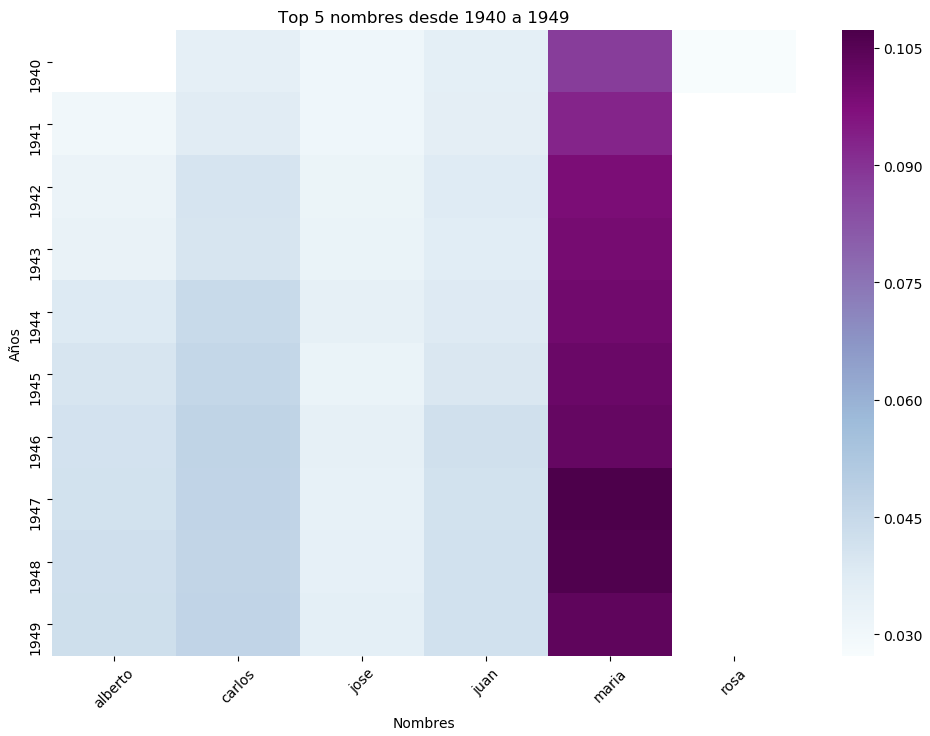 Top 5 nombres desde 1940 a 1949
Años
1940
1941
1942
1943
1944
1945
1946
1947
1948
1949
alberto
carlos
jose
juan
maria
rosa
Nombres
0.105
0.090
0.075
0.060
0.045
0.030